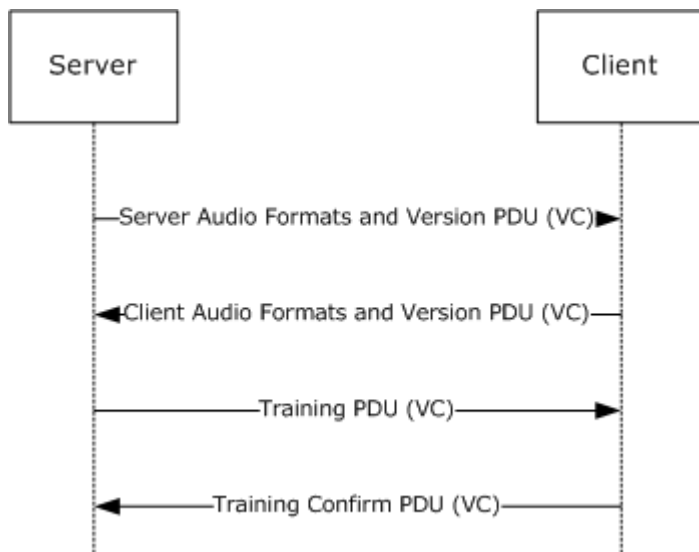 Server
Client
Server Audio Formats and Version PDU (VC)
Client Audio Formats and Version PDU (VC)
Training PDU (VC)
Training Confirm PDU (VC)